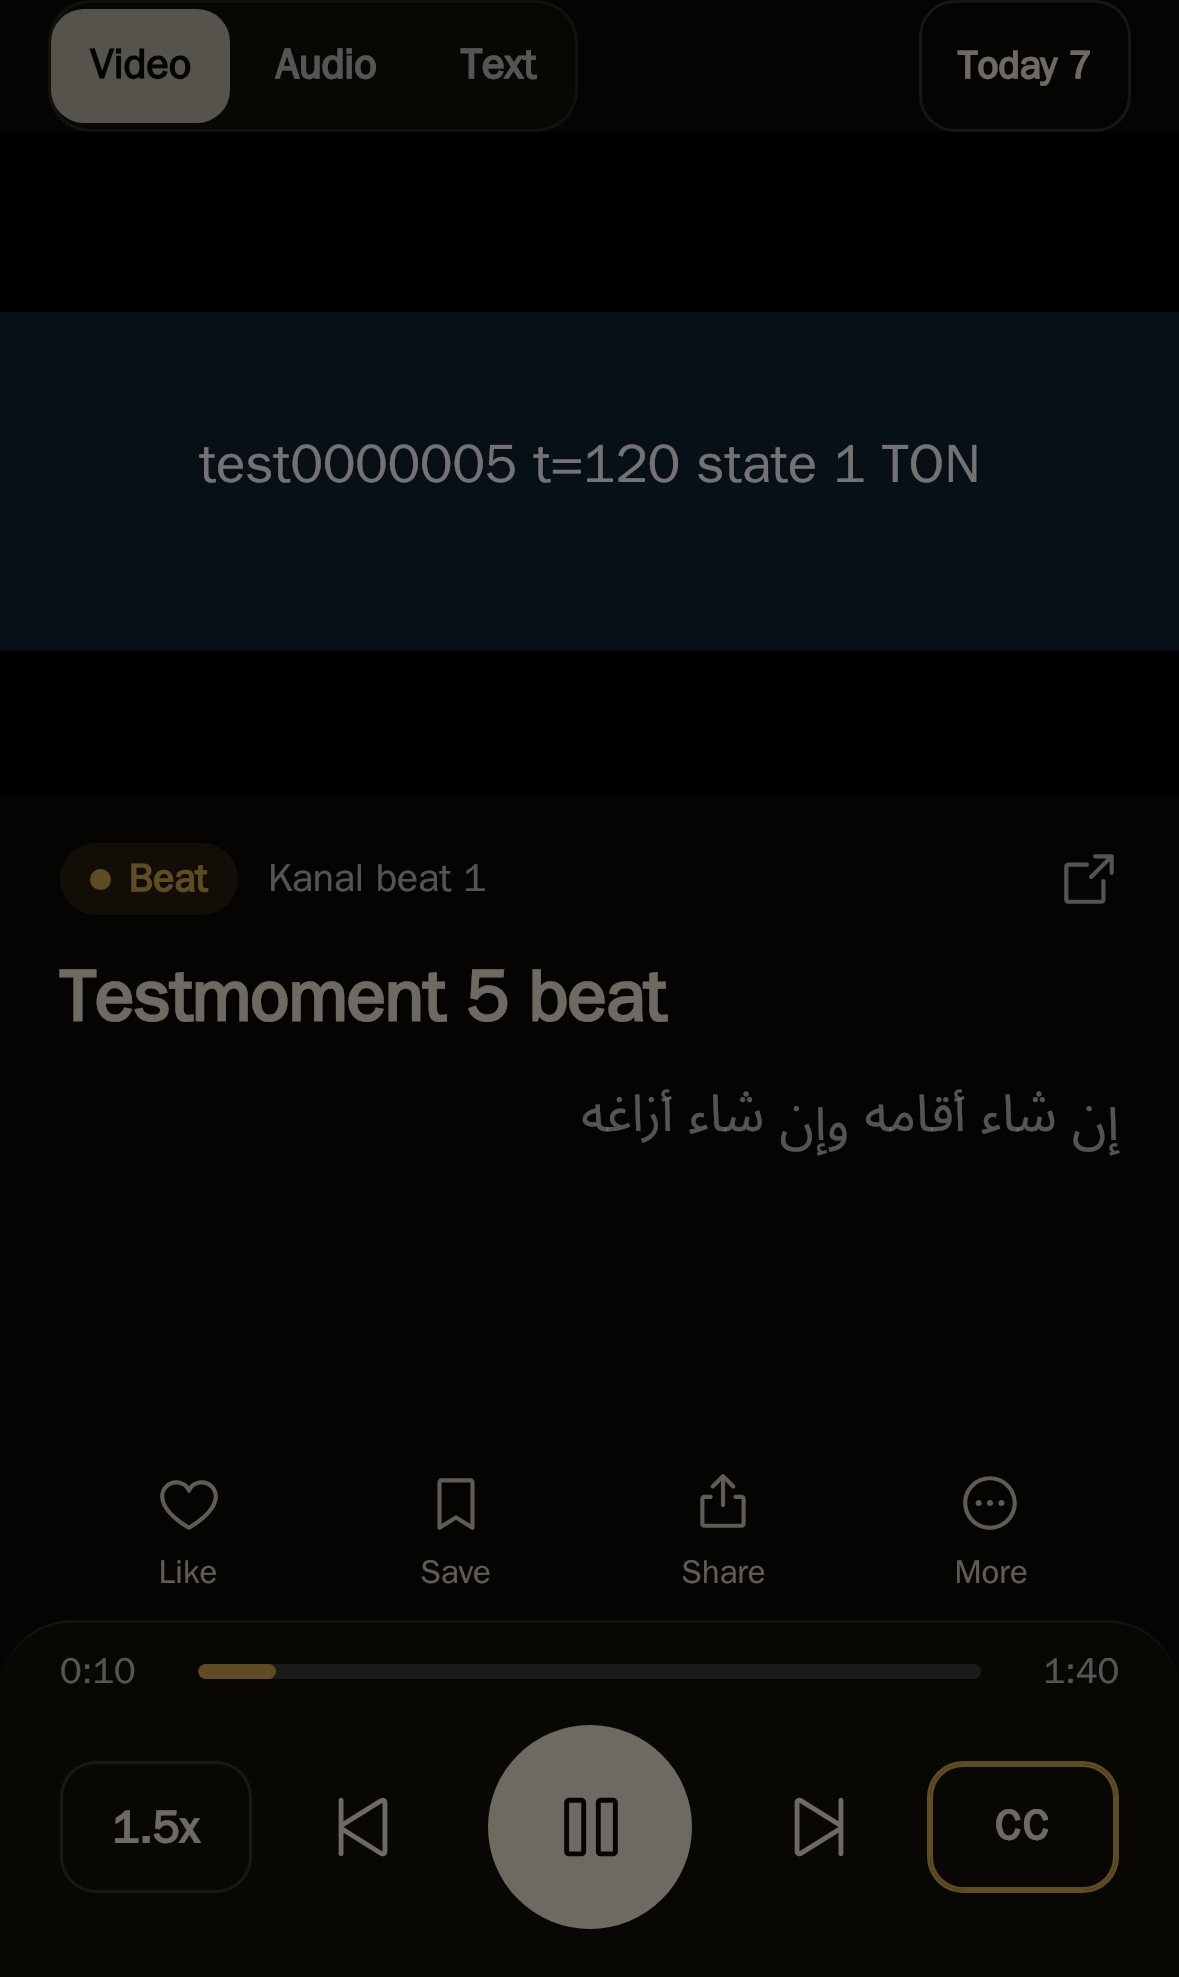 Video Audio Text Today 7
test0000005 t=120 state 1 TON
Beat Kanal beat 1
Testmoment 5 beat
إن شاء أقامه وإن شاء أزاغه
Like Save Share More
0:10 1:40
1.5x CC